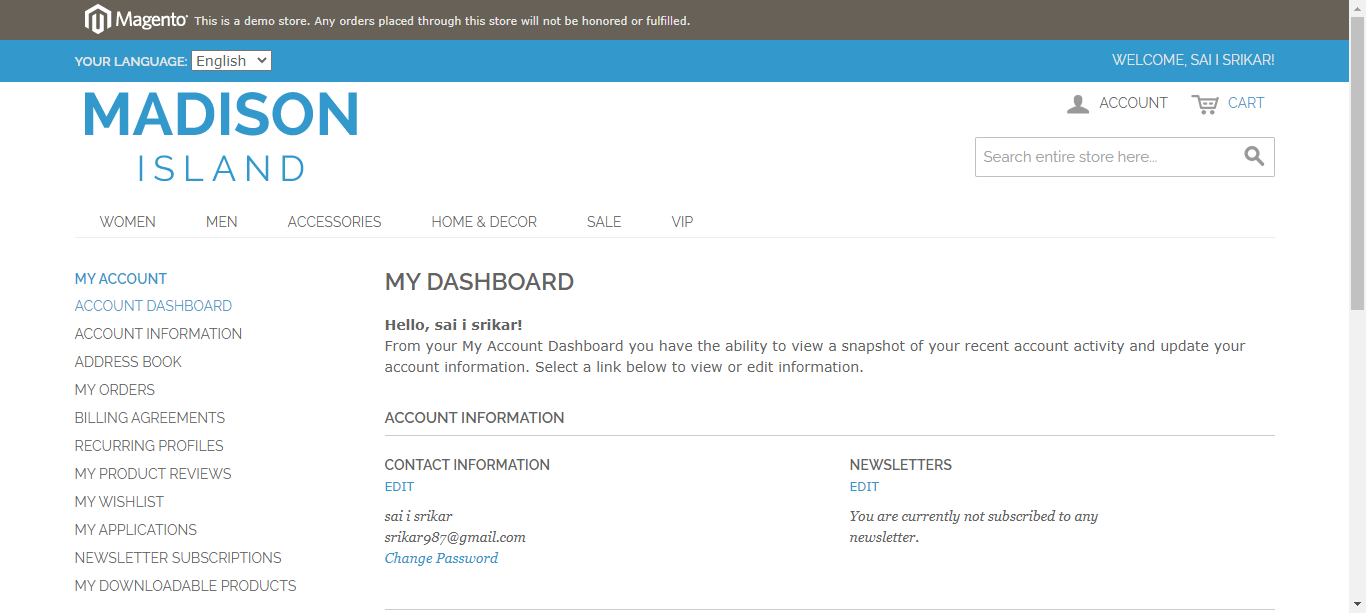 Magento This is a demo store. Any orders placed through this store will not be honored or fulfilled.
YOUR LANGUAGE: English WELCOME, SAI I SRIKAR!
MADISON
ISLAND
ACCOUNT CART
Search entire store here...
WOMEN MEN ACCESSORIES HOME & DECOR SALE VIP
MY ACCOUNT
ACCOUNT DASHBOARD
ACCOUNT INFORMATION
ADDRESS BOOK
MY ORDERS
BILLING AGREEMENTS
RECURRING PROFILES
MY PRODUCT REVIEWS
MY WISHLIST
MY APPLICATIONS
NEWSLETTER SUBSCRIPTIONS
MY DOWNLOADABLE PRODUCTS
MY DASHBOARD
Hello, sai i srikar!
From your My Account Dashboard you have the ability to view a snapshot of your recent account activity and update your
account information. Select a link below to view or edit information.
ACCOUNT INFORMATION
CONTACT INFORMATION
EDIT
sai i srikar
srikar987@gmail.com
Change Password
NEWSLETTERS
EDIT
You are currently not subscribed to any
newsletter.